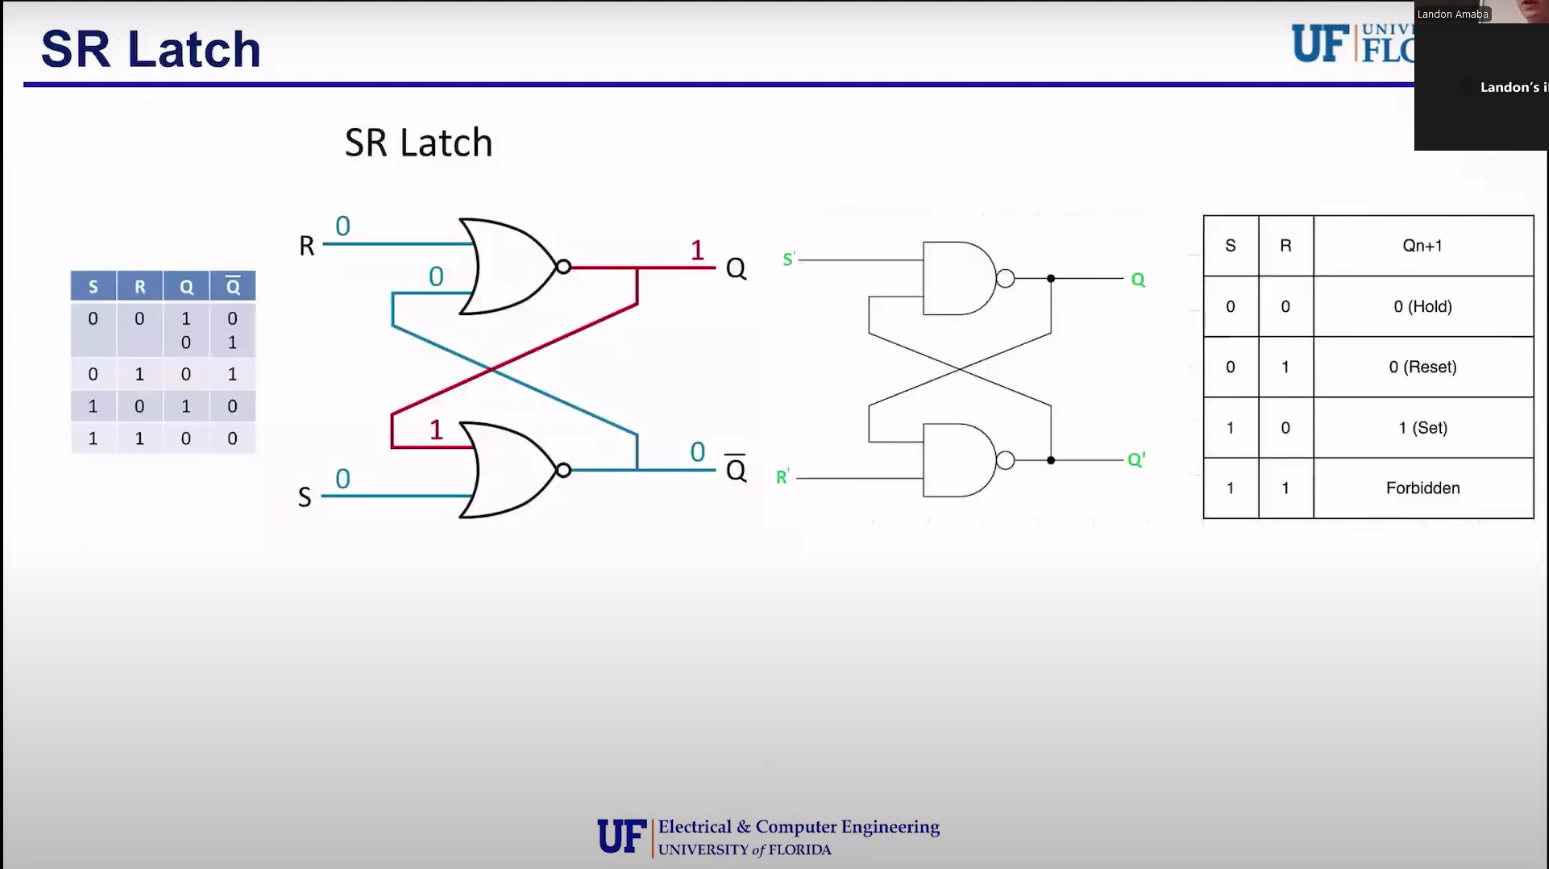 SR Latch
Landon Amaba
UF
Landon's
SR Latch
S R Q Q
0 0 1 0
0 1
0 1 0 1
1 0 1 0
1 1 0 0
R 0
0
1 Q
1
S 0
0 Q
S'
Q
R'
Q'
S R Qn+1
0 0 0 (Hold)
0 1 0 (Reset)
1 0 1 (Set)
1 1 Forbidden
UF Electrical & Computer Engineering
UNIVERSITY of FLORIDA